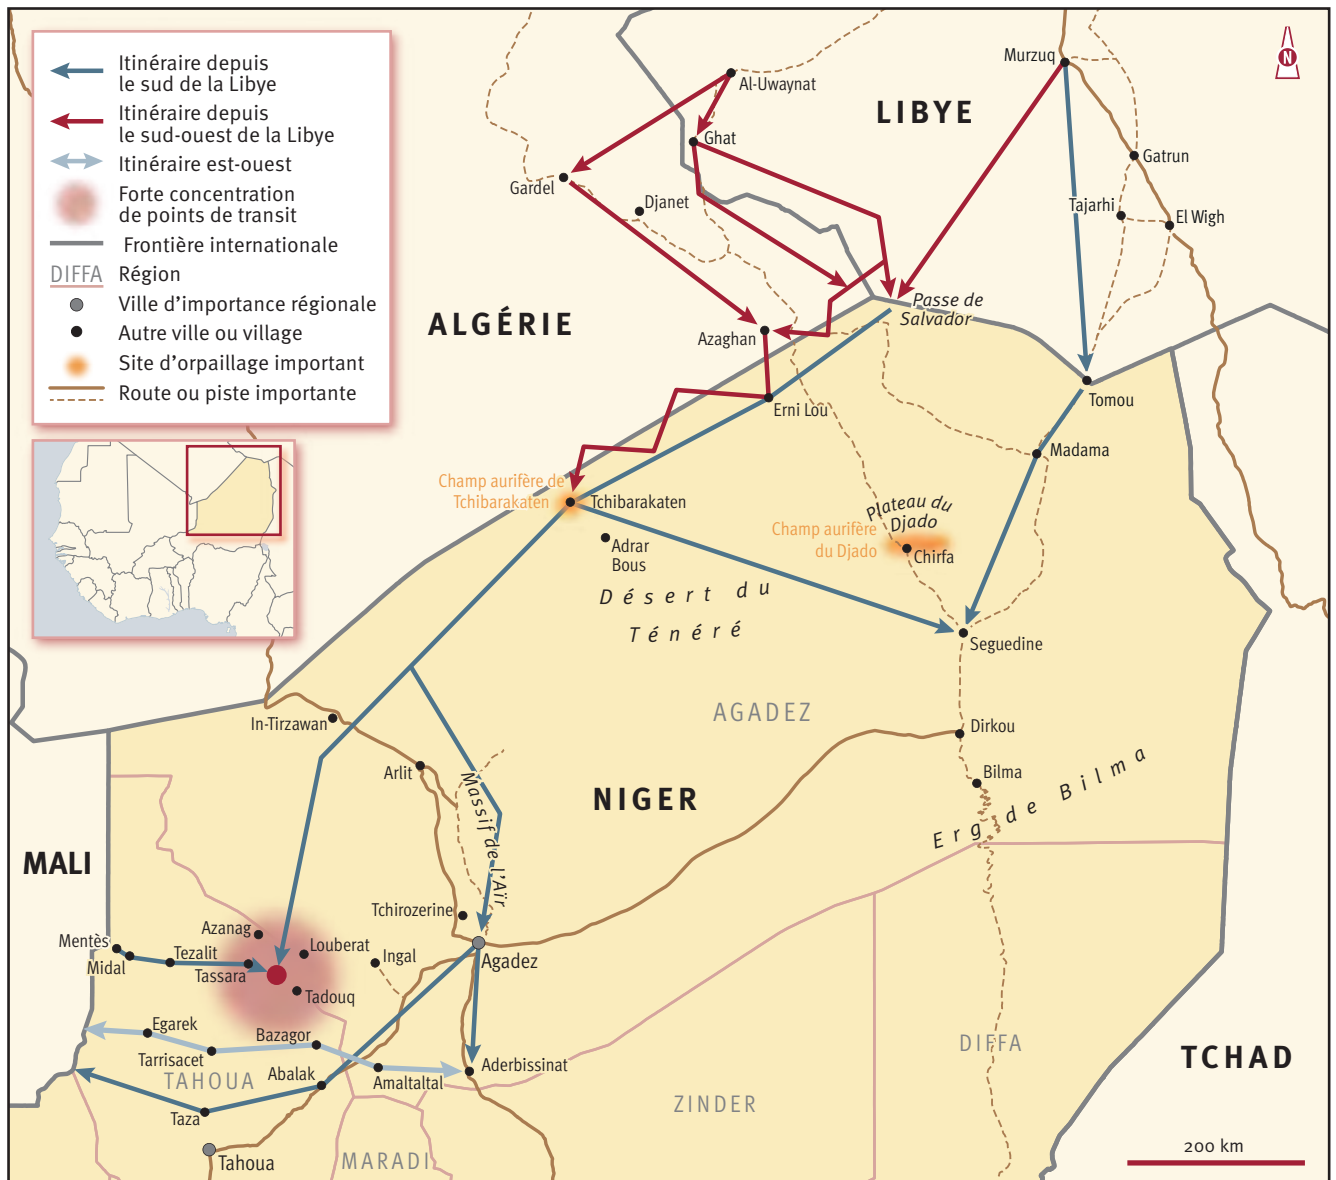 Itinéraire depuis
le sud de la Libye
Itinéraire depuis
le sud-ouest de la Libye
Itinéraire est-ouest
Forte concentration
de points de transit
Frontière internationale
DIFFA Région
Ville d'importance régionale
Autre ville ou village
Site d'orpaillage important
Route ou piste importante
N
Murzuq
Al-Uwaynat
LIBYE
Ghat
Gatrun
Gardel
Djanet
Tajarhi
El Wigh
Passe de
Salvador
ALGÉRIE
Azaghan
Erni Lou
Tomou
Madama
Champ aurifère de
Tchibarakaten
Tchibarakaten
Plateau du
Djado
Champ aurifère
du Djado
Chirfa
Adrar
Bous
Désert du
Ténéré
Seguedine
AGADEZ
In-Tirzawan
Dirkou
Arlit
Bilma
Massif de l'Aïr
NIGER
Erg de Bilma
MALI
Tchirozerine
Azanag
Mentès
Louberat
Tezalit
Ingal
Midal
Tassara
Agadez
Tadouq
Egarek
Bazagor
Tarrisacet
DIFFA
TCHAD
Aderbissinat
Abalak
TAHOUA
Amaltaltal
Taza
ZINDER
200 km
Tahoua
MARADI